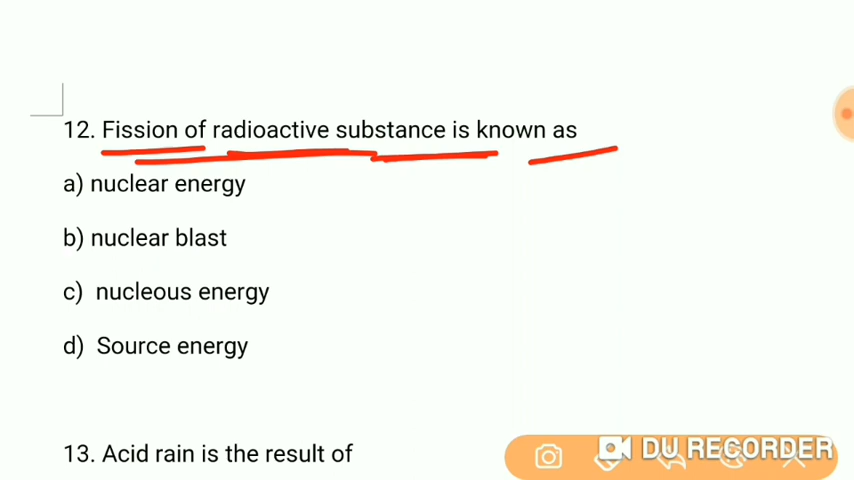 12. Fission of radioactive substance is known as
a) nuclear energy
b) nuclear blast
c) nucleous energy
d) Source energy
13. Acid rain is the result of
DU RECORDER